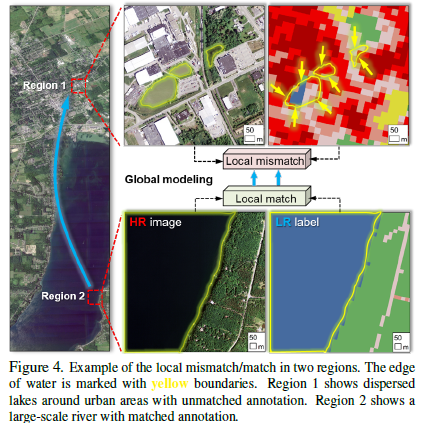 Region 1
50
m
50
m
Local mismatch
Global modeling
Local match
HR image
LR label
Region 2
50
m
50
m
Figure 4. Example of the local mismatch/match in two regions. The edge
of water is marked with yellow boundaries. Region 1 shows dispersed
lakes around urban areas with unmatched annotation. Region 2 shows a
large-scale river with matched annotation.